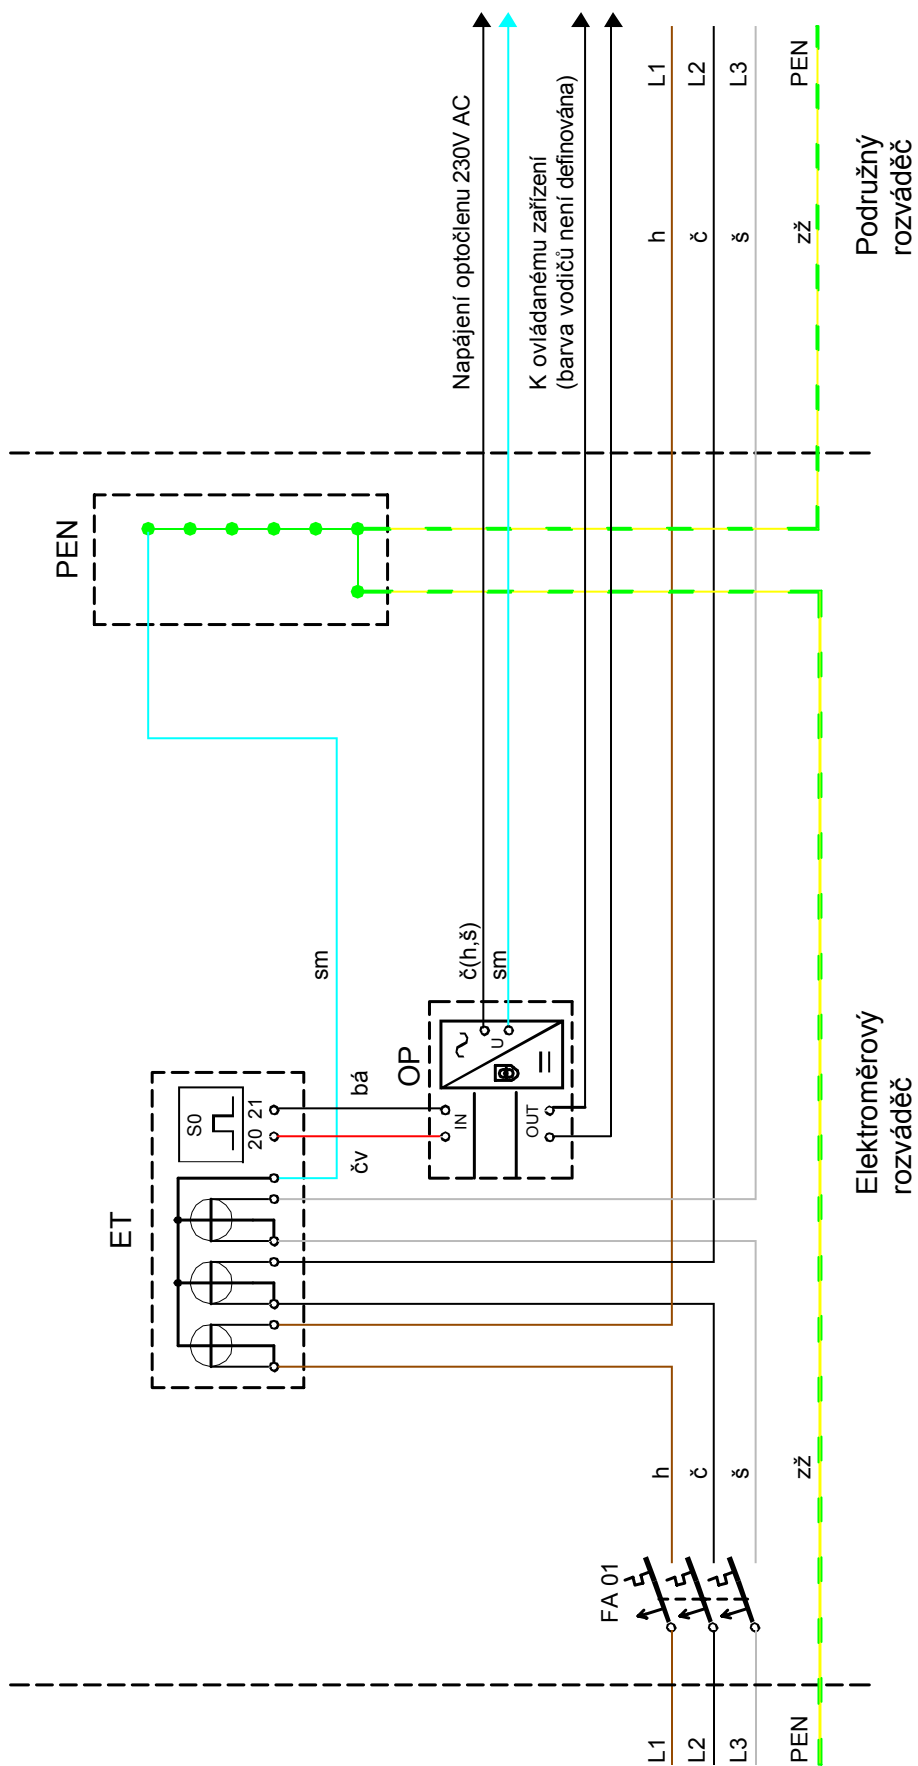 FA 01
ET
S0
20
21
čv
bá
sm
OP
IN
OUT
U
č(h,š)
sm
PEN
Napájení optočlenu 230V AC
K ovládanému zařízení
(barva vodičů není definována)
L1
L2
L3
PEN
h
č
š
zž
h
č
š
zž
L1
L2
L3
PEN
Elektroměrový
rozváděč
Podružný
rozváděč